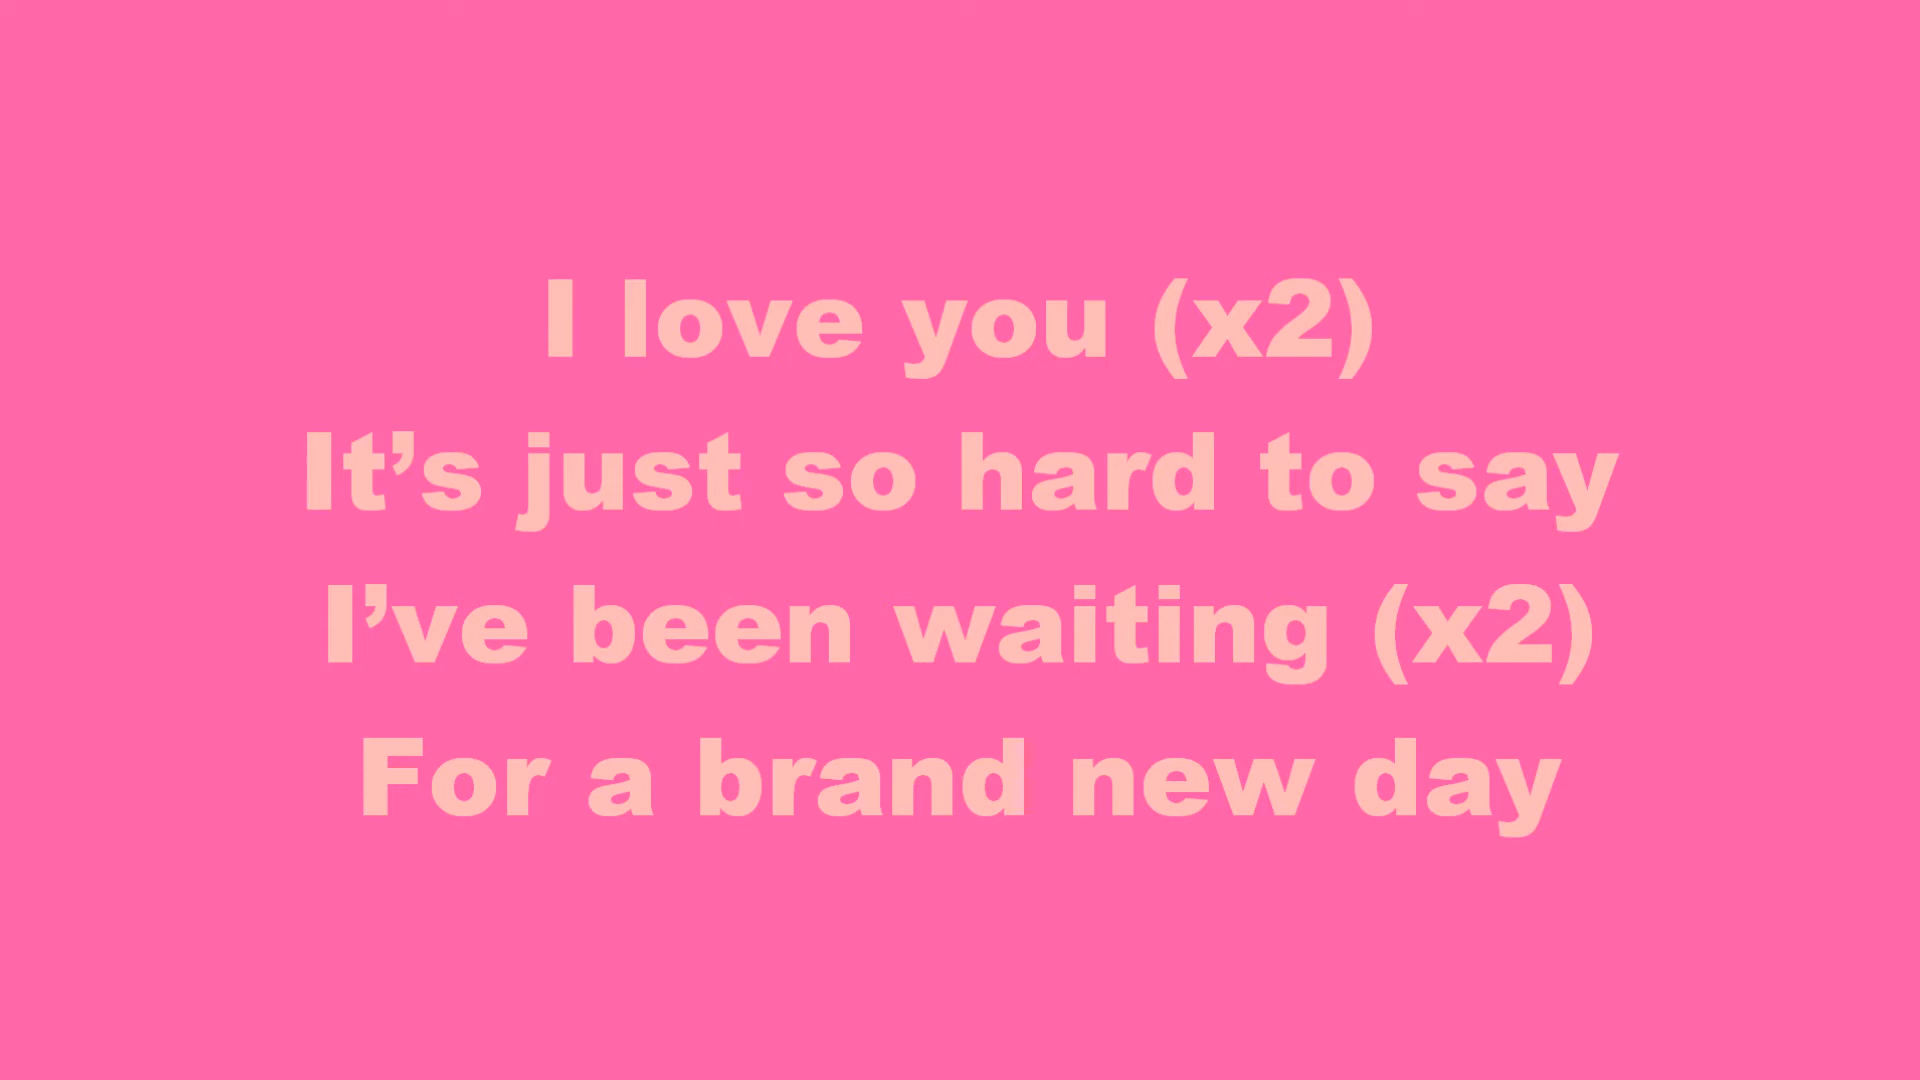 I love you (x2)
It’s just so hard to say
I’ve been waiting (x2)
For a brand new day